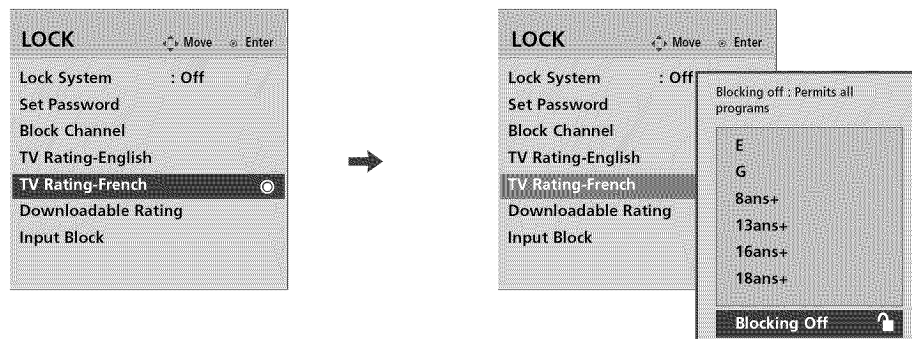 LOCK
Move Enter
Lock System : Off
Set Password
Block Channel
TV Rating-English
TV Rating-French
Downloadable Rating
Input Block
LOCK
Move Enter
Lock System : Off
Set Password
Block Channel
TV Rating-English
TV Rating-French
Downloadable Rating
Input Block
Blocking off : Permits all
programs
E
G
8ans+
13ans+
16ans+
18ans+
Blocking Off